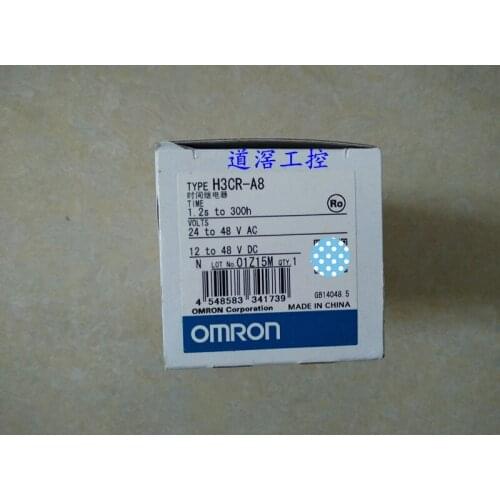 道滘工控
TYPE H3CR-A8
时间继电器
TIME
1.2s to 300h
Ro
VOLTS
24 to 48 V AC
12 to 48 V DC
N LOT No. 01Z15M QTY.1
4 548583 341739
GB14048.5
OMRON Corporation MADE IN CHINA
OMRON